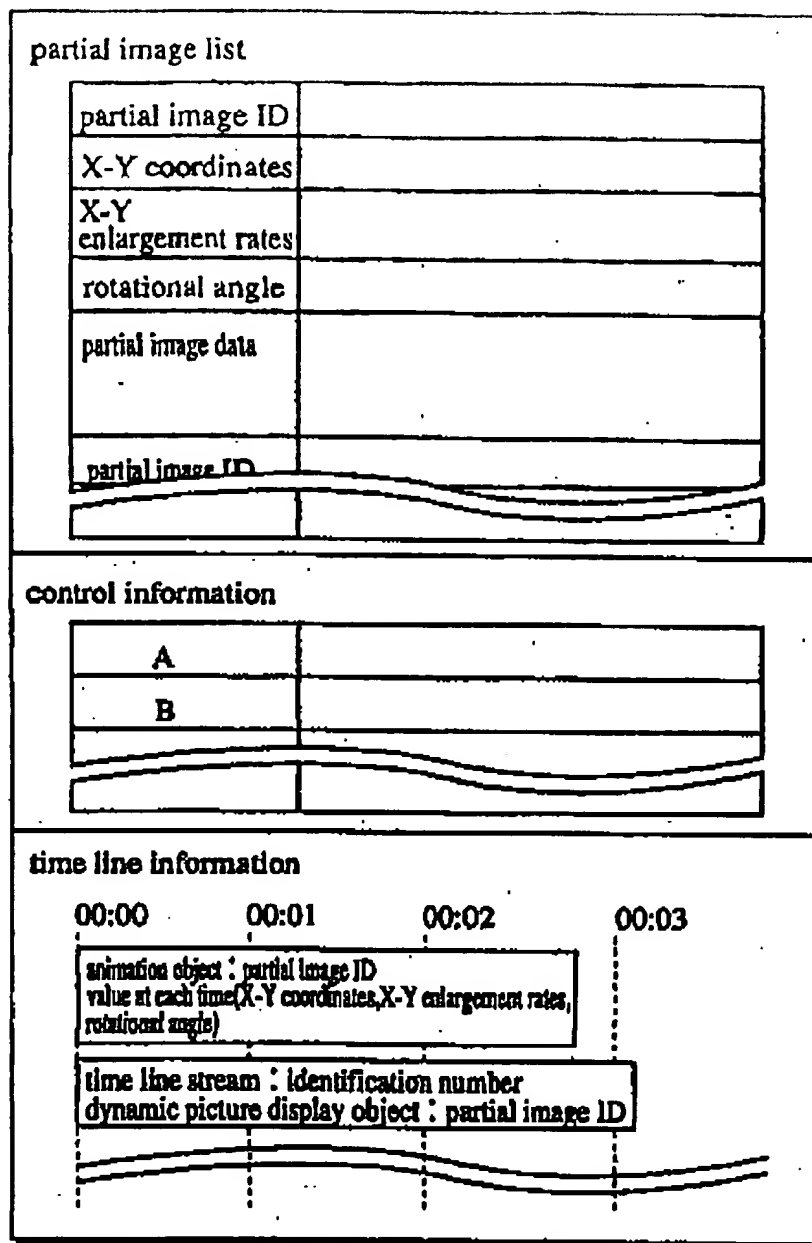 partial image list
partial image ID
X-Y coordinates
X-Y
enlargement rates
rotational angle
partial image data
partial image ID
control information
A
B
time line information
00:00 00:01 00:02 00:03
animation object : partial image ID
value at each time(X-Y coordinates,X-Y enlargement rates,
rotational angle)
time line stream : identification number
dynamic picture display object : partial image ID